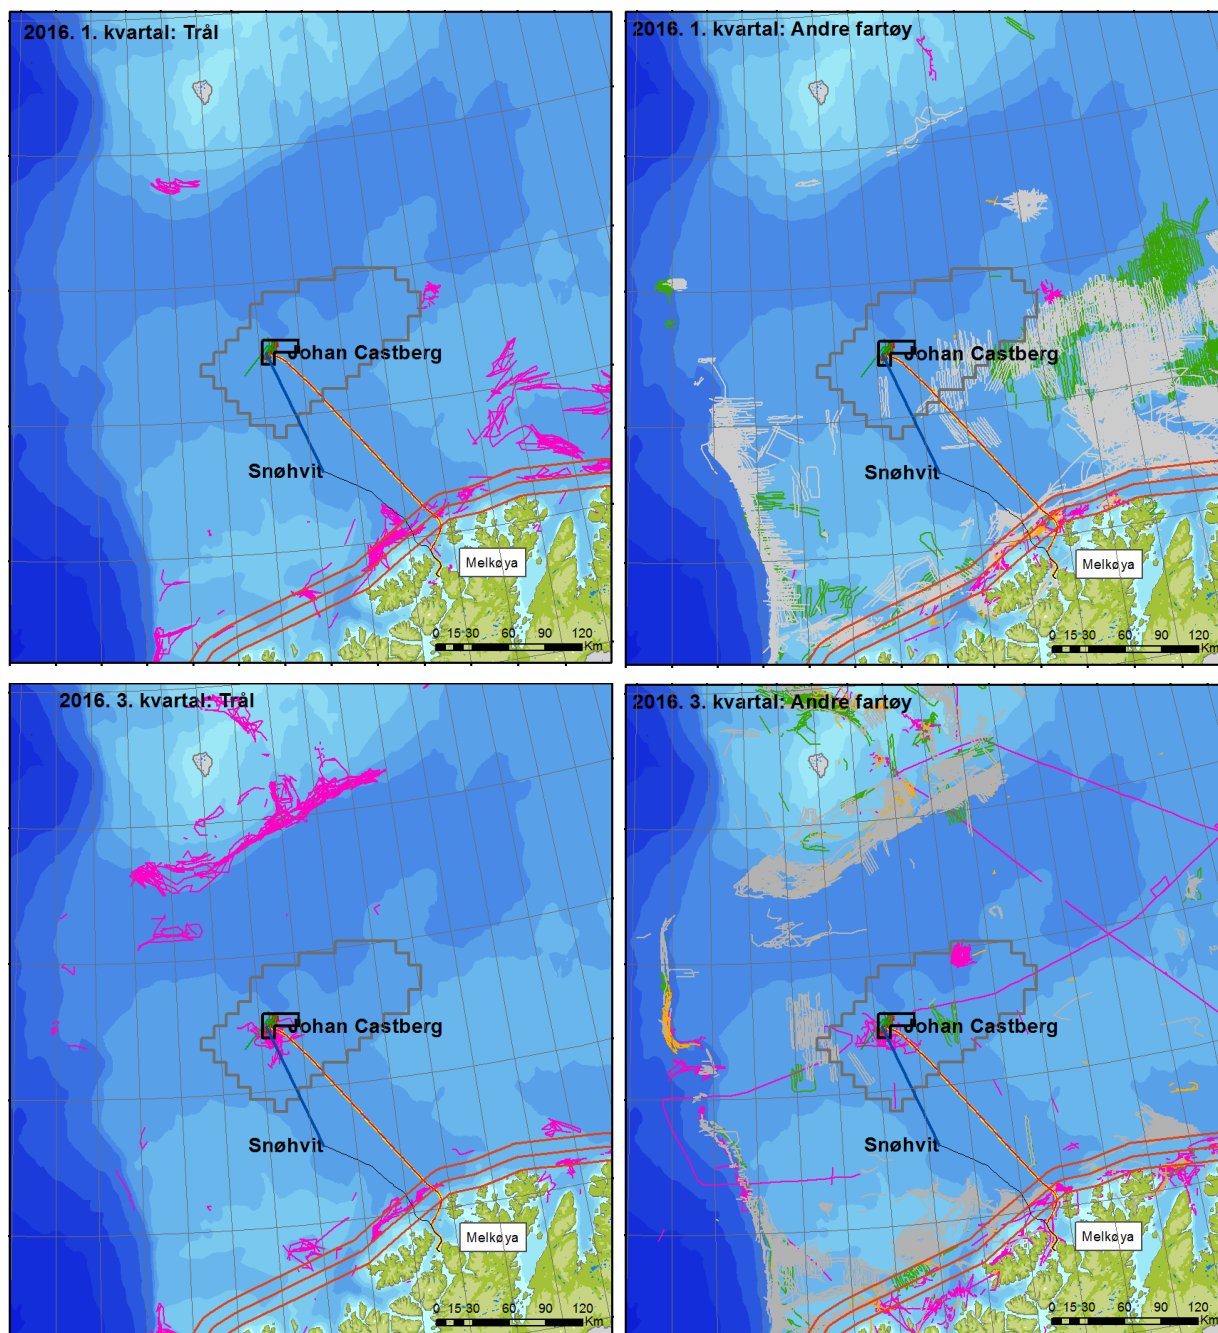 2016. 1. kvartal: Trål
Johan Castberg
Snøhvit
Melkøya
0 15 30 60 90 120
Km
2016. 1. kvartal: Andre fartøy
Johan Castberg
Snøhvit
Melkøya
0 15 30 60 90 120
Km
2016. 3. kvartal: Trål
Johan Castberg
Snøhvit
Melkøya
0 15 30 60 90 120
Km
2016. 3. kvartal: Andre fartøy
Johan Castberg
Snøhvit
Melkøya
0 15 30 60 90 120
Km